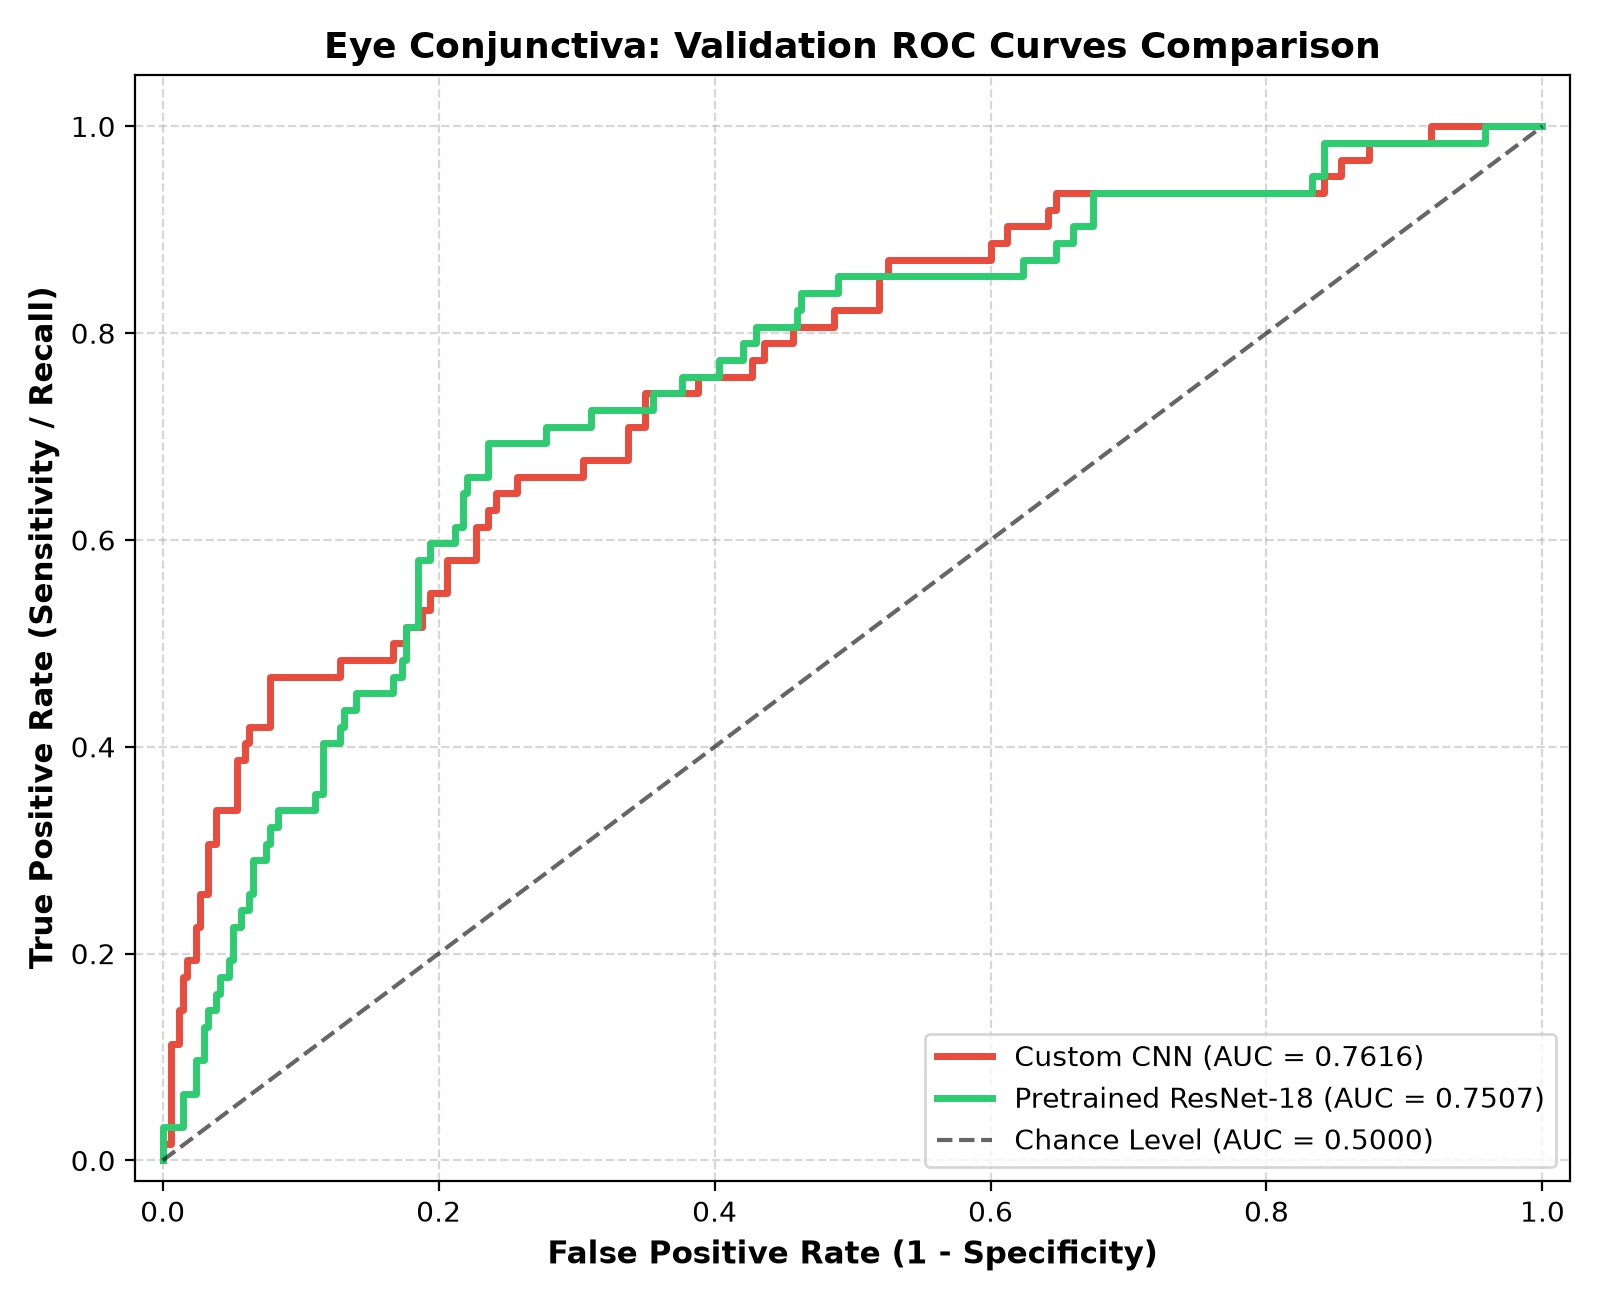 Eye Conjunctiva: Validation ROC Curves Comparison
True Positive Rate (Sensitivity / Recall)
1.0
0.8
0.6
0.4
0.2
0.0
0.0 0.2 0.4 0.6 0.8 1.0
False Positive Rate (1 - Specificity)
Custom CNN (AUC = 0.7616)
Pretrained ResNet-18 (AUC = 0.7507)
Chance Level (AUC = 0.5000)